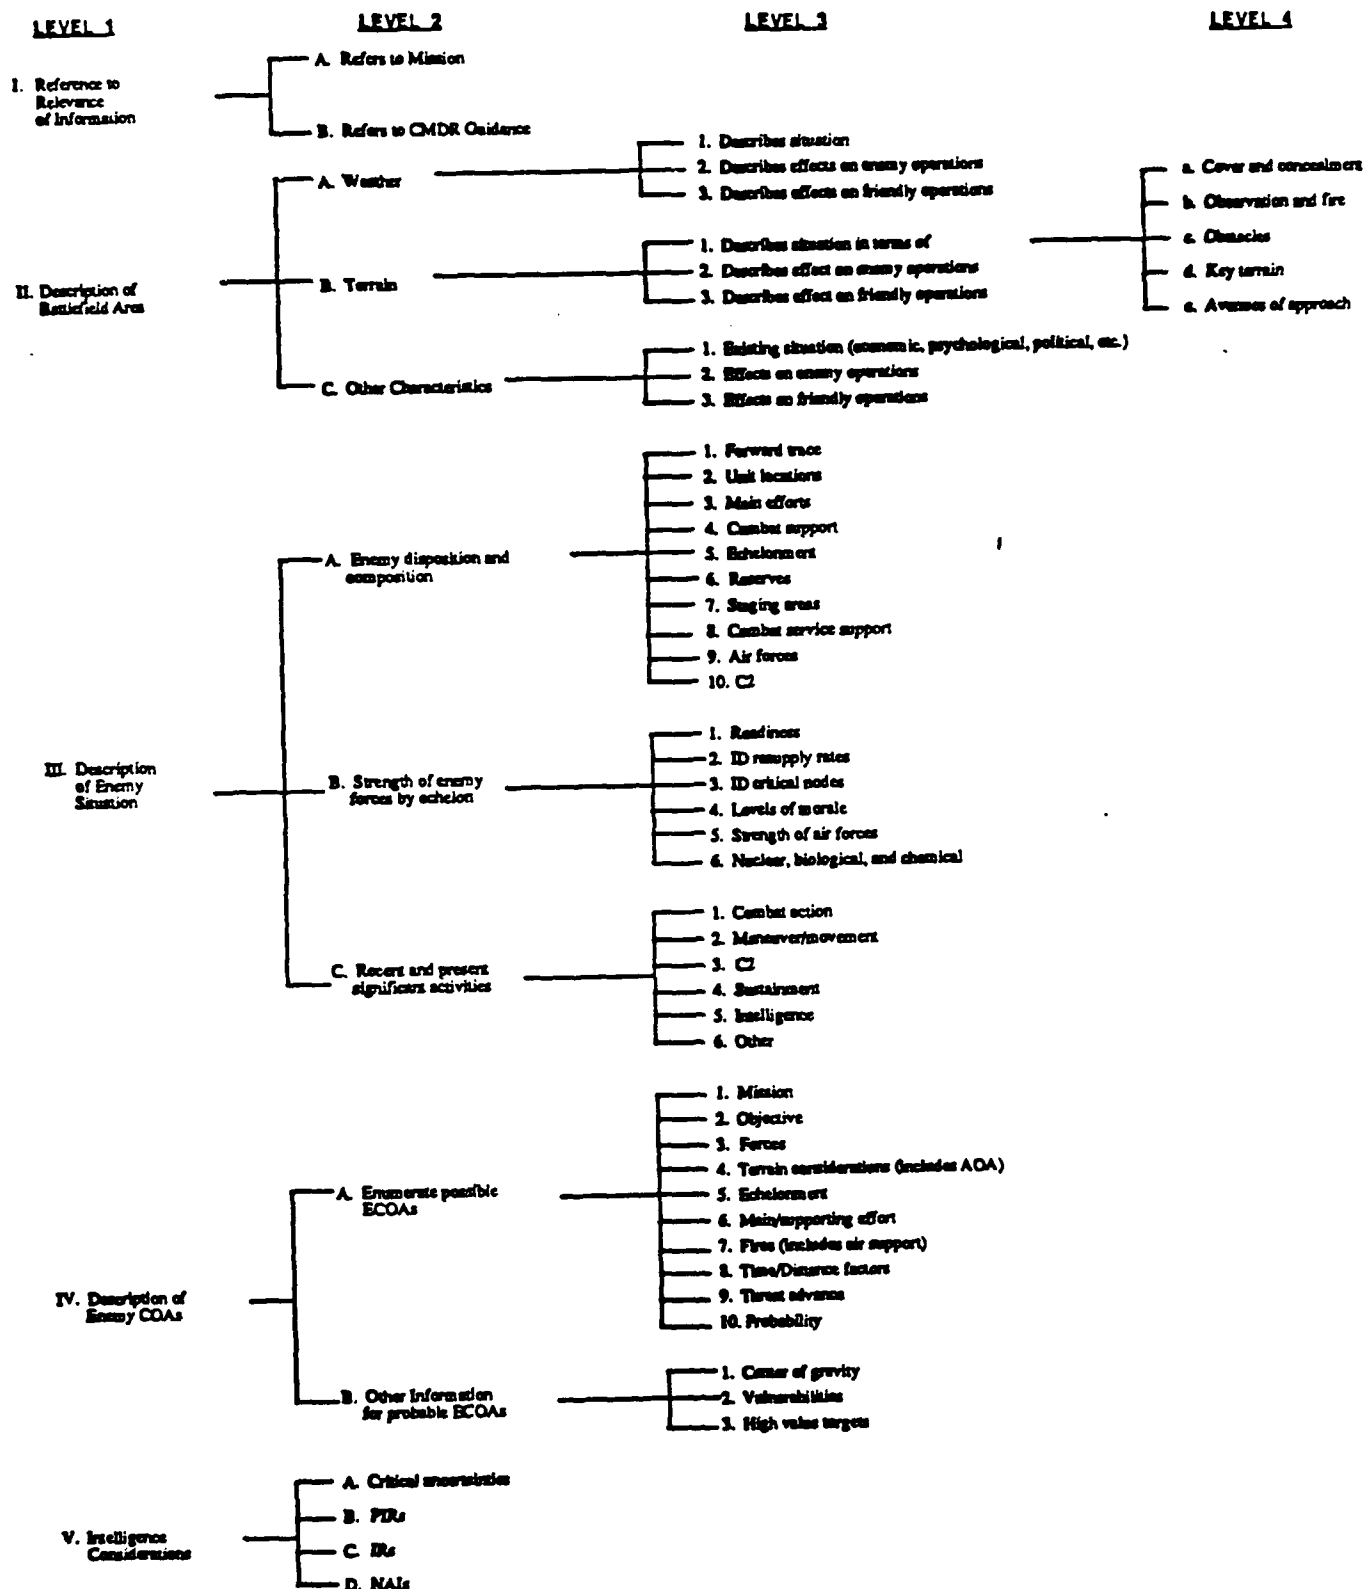 LEVEL 1
LEVEL 2
LEVEL 3
LEVEL 4
I. Reference to
Relevance
of Information
A. Refers to Mission
B. Refers to CMDR Guidance
II. Description of
Battlefield Area
A. Weather
1. Describes situation
2. Describes effects on enemy operations
3. Describes effects on friendly operations
B. Terrain
1. Describes situation in terms of
2. Describes effect on enemy operations
3. Describes effect on friendly operations
a. Cover and concealment
b. Observation and fire
c. Obstacles
d. Key terrain
e. Avenues of approach
C. Other Characteristics
1. Existing situation (economic, psychological, political, etc.)
2. Effects on enemy operations
3. Effects on friendly operations
III. Description
of Enemy
Situation
A. Enemy disposition and
composition
1. Forward trace
2. Unit locations
3. Main efforts
4. Combat support
5. Echelonment
6. Reserves
7. Staging areas
8. Combat service support
9. Air forces
10. C2
B. Strength of enemy
forces by echelon
1. Readiness
2. ID resupply rates
3. ID critical nodes
4. Levels of morale
5. Strength of air forces
6. Nuclear, biological, and chemical
C. Recent and present
significant activities
1. Combat action
2. Maneuver/movement
3. C2
4. Sustainment
5. Intelligence
6. Other
IV. Description of
Enemy COAs
A. Enumerate possible
ECOAs
1. Mission
2. Objective
3. Forces
4. Terrain considerations (includes AOA)
5. Echelonment
6. Main/supporting effort
7. Fires (includes air support)
8. Time/Distance factors
9. Threat advance
10. Probability
B. Other Information
for probable ECOAs
1. Center of gravity
2. Vulnerabilities
3. High value targets
V. Intelligence
Considerations
A. Critical uncertainties
B. PIRs
C. IRs
D. NAIs